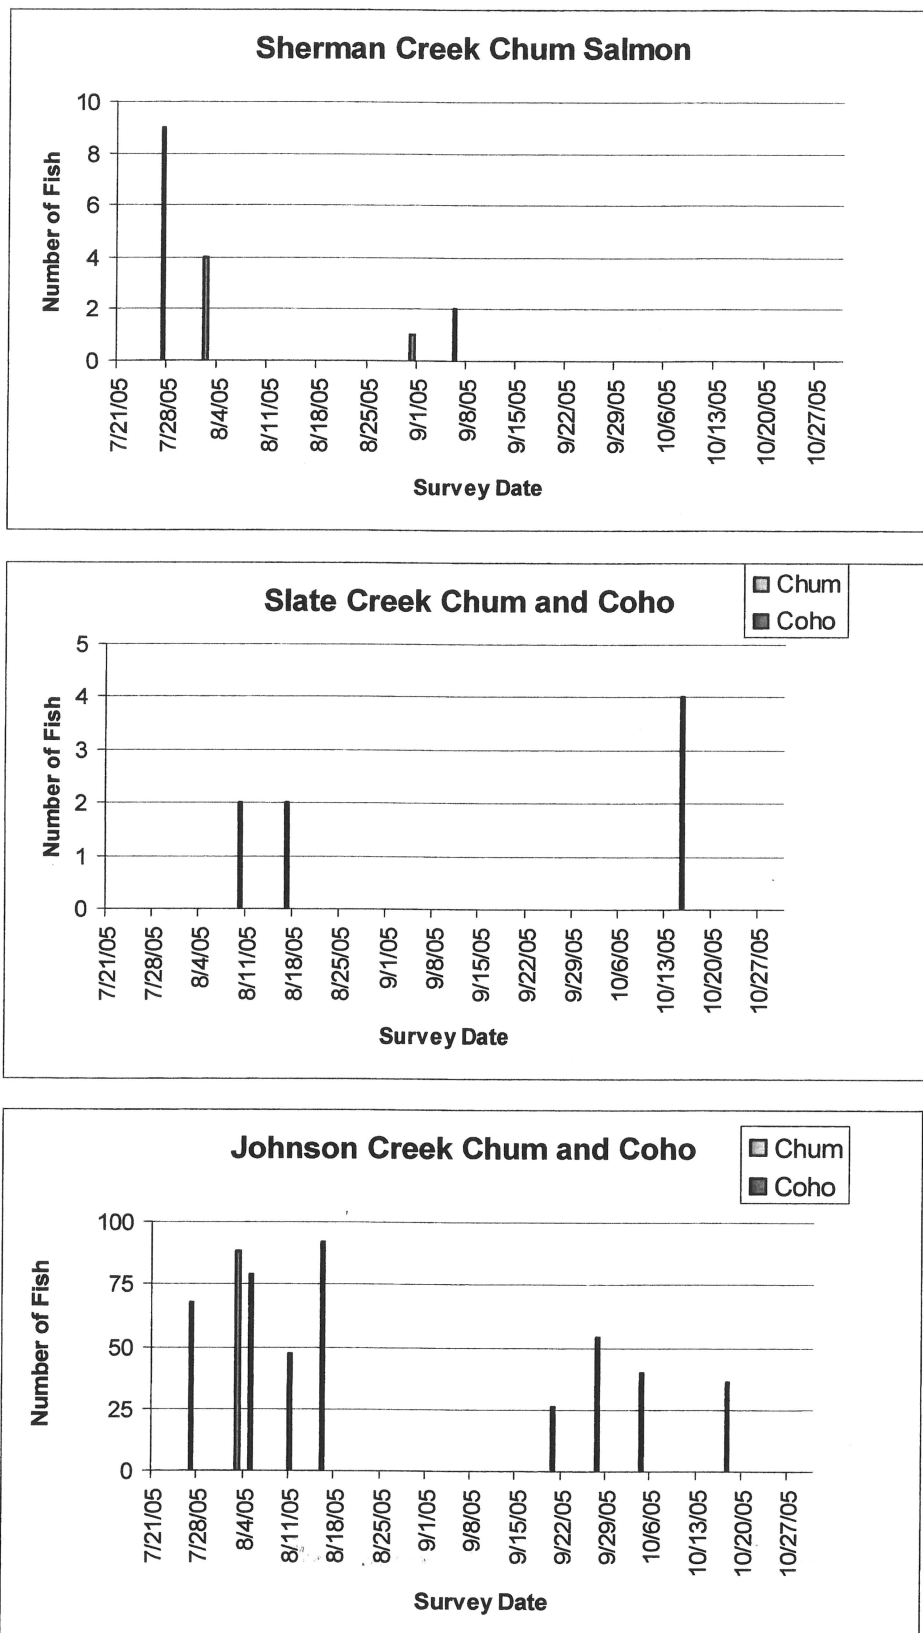 Sherman Creek Chum Salmon
Number of Fish
10
8
6
4
2
0
7/21/05 7/28/05 8/4/05 8/11/05 8/18/05 8/25/05 9/1/05 9/8/05 9/15/05 9/22/05 9/29/05 10/6/05 10/13/05 10/20/05 10/27/05
Survey Date
Slate Creek Chum and Coho
Chum
Coho
Number of Fish
5
4
3
2
1
0
7/21/05 7/28/05 8/4/05 8/11/05 8/18/05 8/25/05 9/1/05 9/8/05 9/15/05 9/22/05 9/29/05 10/6/05 10/13/05 10/20/05 10/27/05
Survey Date
Johnson Creek Chum and Coho
Chum
Coho
Number of Fish
100
75
50
25
0
7/21/05 7/28/05 8/4/05 8/11/05 8/18/05 8/25/05 9/1/05 9/8/05 9/15/05 9/22/05 9/29/05 10/6/05 10/13/05 10/20/05 10/27/05
Survey Date